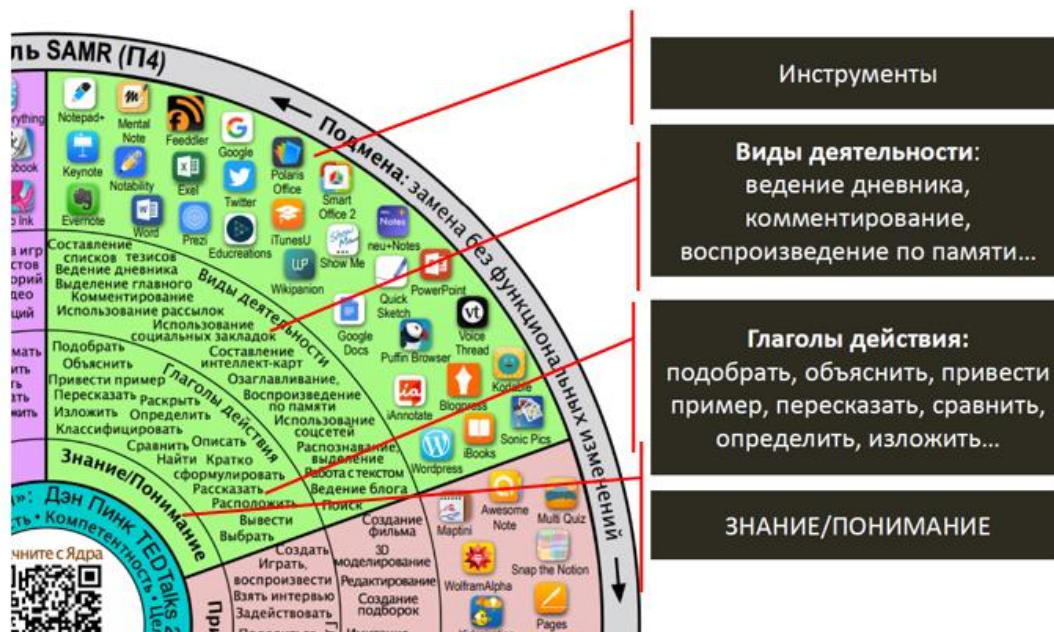 ль SAMR (П4)
Подмена: замена без функциональных изменений
Notepad+
Mental
Note
Feeddler
Google
Polaris
Office
Smart
Office 2
Keynote
Notability
Exel
Twitter
iTunesU
neu+Notes
Evernote
Word
Prezi
Educreations
Show Me
Wikipanion
Quick
Sketch
PowerPoint
Google
Docs
Puffin Browser
Voice
Thread
iAnnotate
Blogpress
Kodable
Wordpress
iBooks
Sonic Pics
Виды деятельности
Составление
списков тезисов
Ведение дневника
Выделение главного
Комментирование
Использование рассылок
Использование
социальных закладок
Составление
интеллект-карт
Озаглавливание,
Воспроизведение
по памяти
Использование
соцсетей
Распознавание,
выделение
Работа с текстом
Ведение блога
Поиск
Глаголы действия
Подобрать
Объяснить
Привести пример
Пересказать
Раскрыть
Изложить
Определить
Классифицировать
Сравнить
Описать
Найти
Кратко
сформулировать
Рассказать
Расположить
Вывести
Выбрать
Знание/Понимание
»: Дэн Пинк TEDTalks
• Компетентность •
чните с Ядра
Создание
фильма
3D
моделирование
Редактирование
Создание
подборок
Создать
Играть,
воспроизвести
Взять интервью
Задействовать
Maptini
Awesome
Note
Multi Quiz
WolframAlpha
Snap the Notion
Pages
Инструменты
Виды деятельности:
ведение дневника,
комментирование,
воспроизведение по памяти…
Глаголы действия:
подобрать, объяснить, привести
пример, пересказать, сравнить,
определить, изложить…
ЗНАНИЕ/ПОНИМАНИЕ